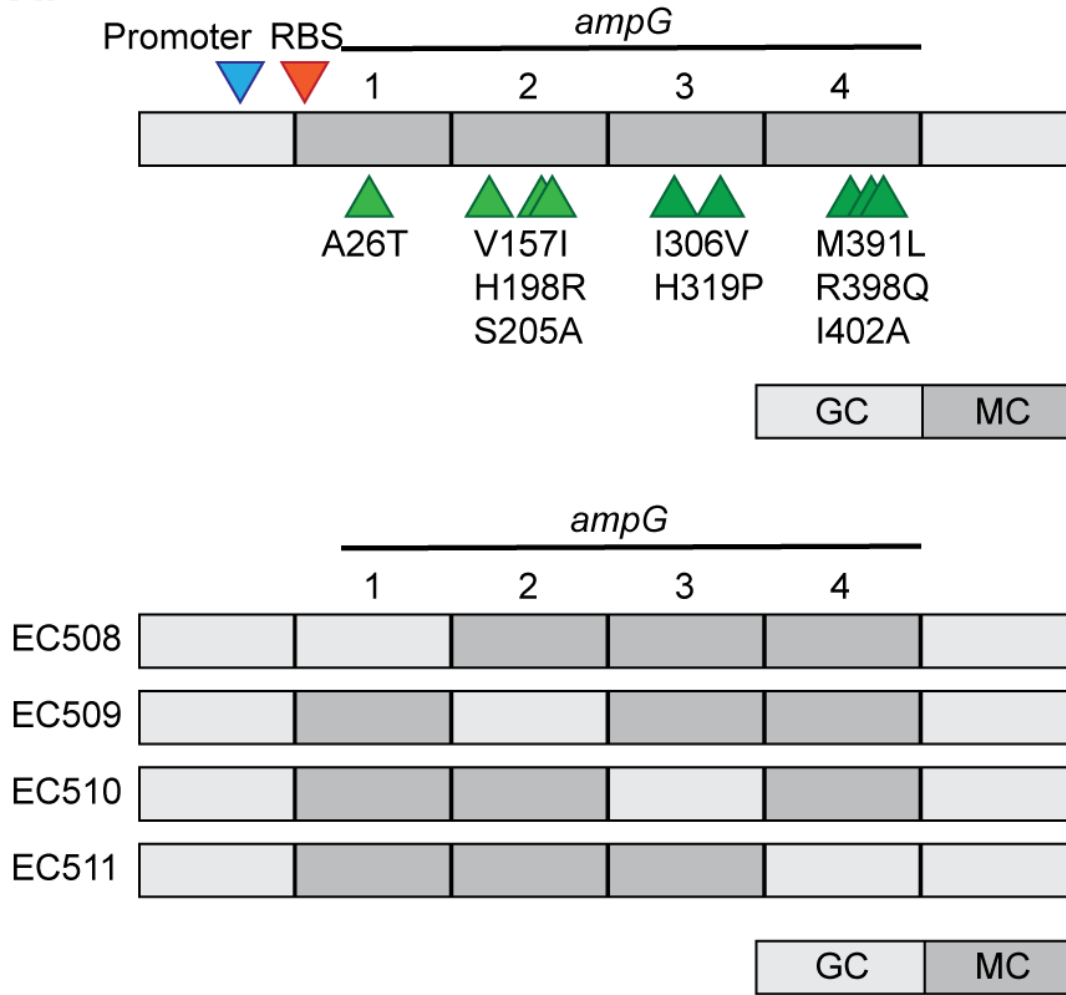 ampG
Promoter RBS
1 2 3 4
A26T V157I I306V M391L
H198R H319P R398Q
S205A I402A
GC MC
ampG
1 2 3 4
EC508
EC509
EC510
EC511
GC MC